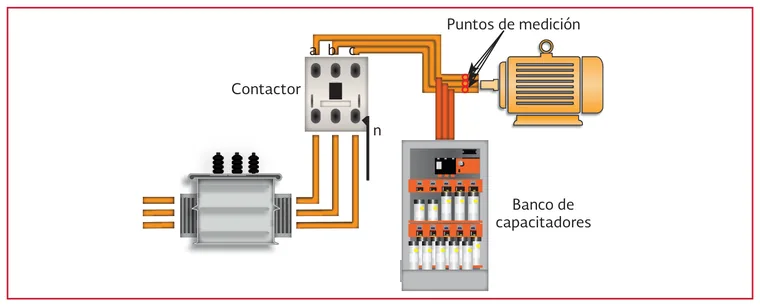 Puntos de medición
a b c
Contactor
n
Banco de
capacitadores